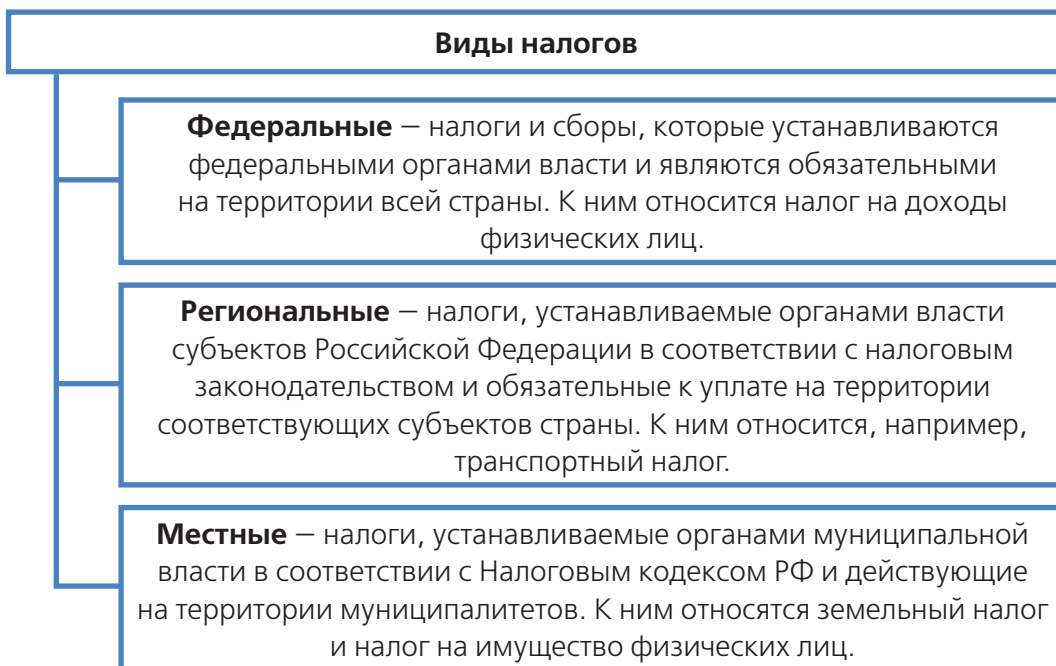 Виды налогов
Федеральные — налоги и сборы, которые устанавливаются
федеральными органами власти и являются обязательными
на территории всей страны. К ним относится налог на доходы
физических лиц.
Региональные — налоги, устанавливаемые органами власти
субъектов Российской Федерации в соответствии с налоговым
законодательством и обязательные к уплате на территории
соответствующих субъектов страны. К ним относится, например,
транспортный налог.
Местные — налоги, устанавливаемые органами муниципальной
власти в соответствии с Налоговым кодексом РФ и действующие
на территории муниципалитетов. К ним относятся земельный налог
и налог на имущество физических лиц.